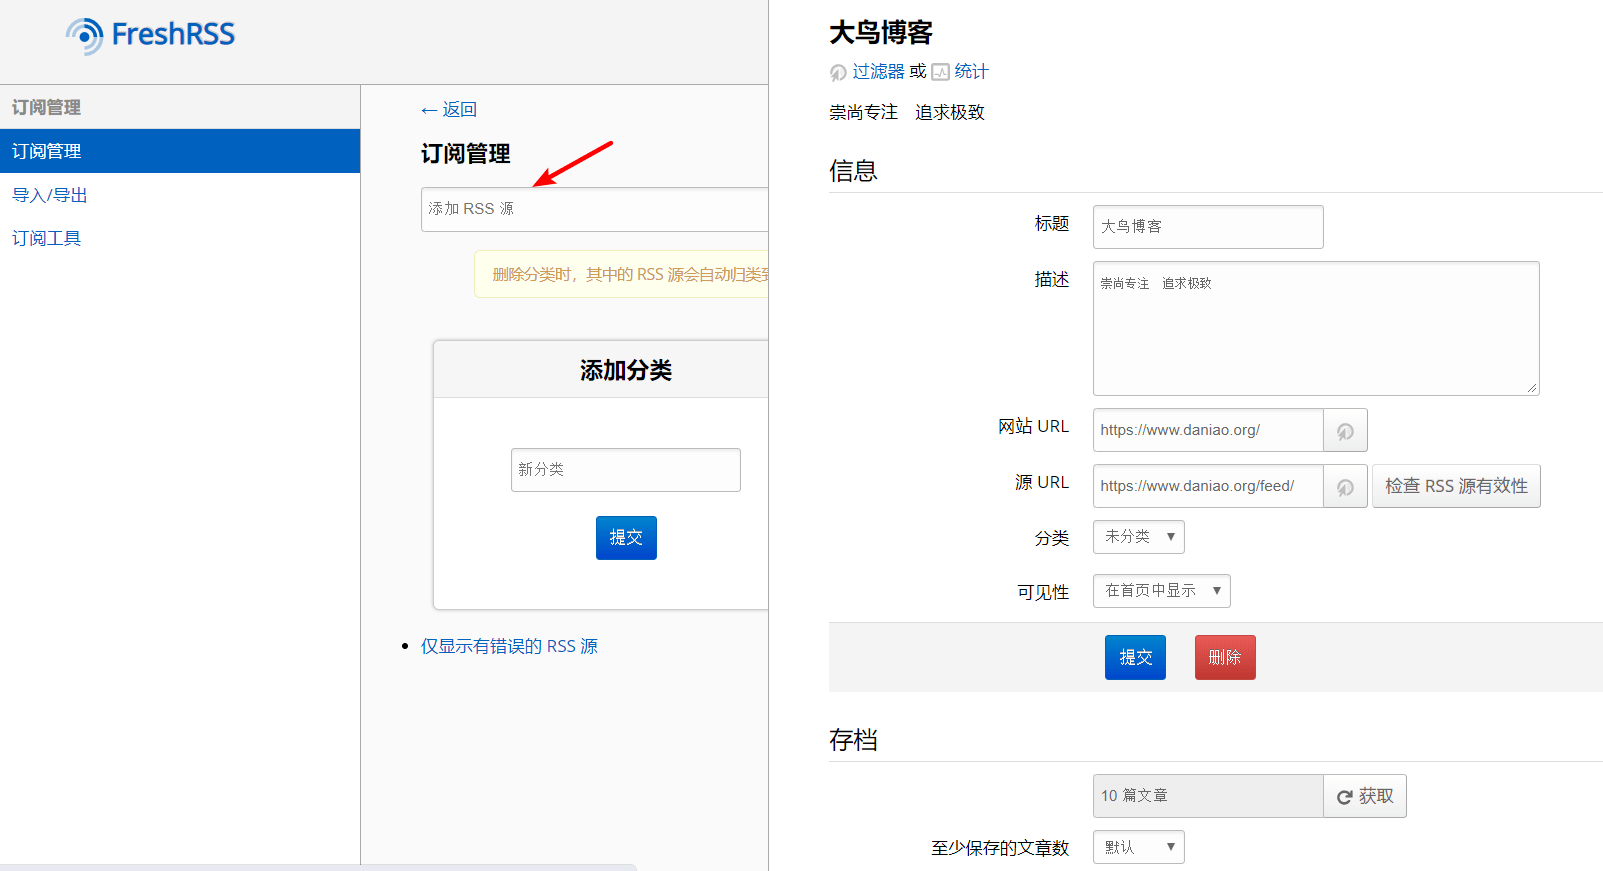 FreshRSS
订阅管理
订阅管理
导入/导出
订阅工具
← 返回
订阅管理
添加 RSS 源
删除分类时，其中的 RSS 源会自动归类到
添加分类
新分类
提交
仅显示有错误的 RSS 源
大鸟博客
过滤器 或 统计
崇尚专注 追求极致
信息
标题 大鸟博客
描述 崇尚专注 追求极致
网站 URL https://www.daniao.org/
源 URL https://www.daniao.org/feed/ 检查 RSS 源有效性
分类 未分类
可见性 在首页中显示
提交 删除
存档
10 篇文章 获取
至少保存的文章数 默认